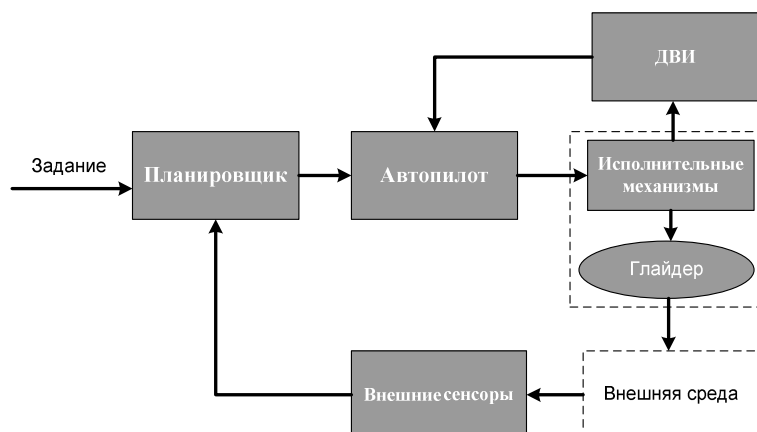 ДВИ
Задание
Планировщик
Автопилот
Исполнительные
механизмы
Глайдер
Внешние сенсоры
Внешняя среда